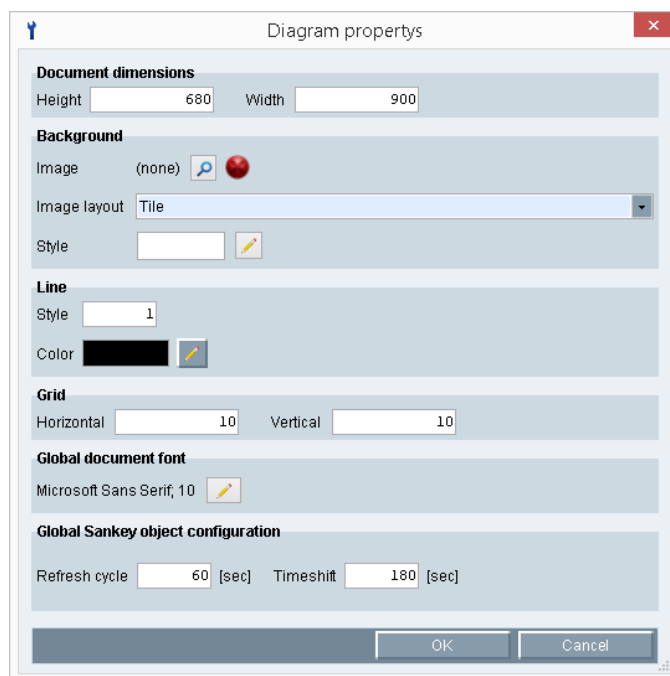 Diagram propertys
Document dimensions
Height 680 Width 900
Background
Image (none)
Image layout Tile
Style
Line
Style 1
Color
Grid
Horizontal 10 Vertical 10
Global document font
Microsoft Sans Serif; 10
Global Sankey object configuration
Refresh cycle 60 [sec] Timeshift 180 [sec]
OK Cancel